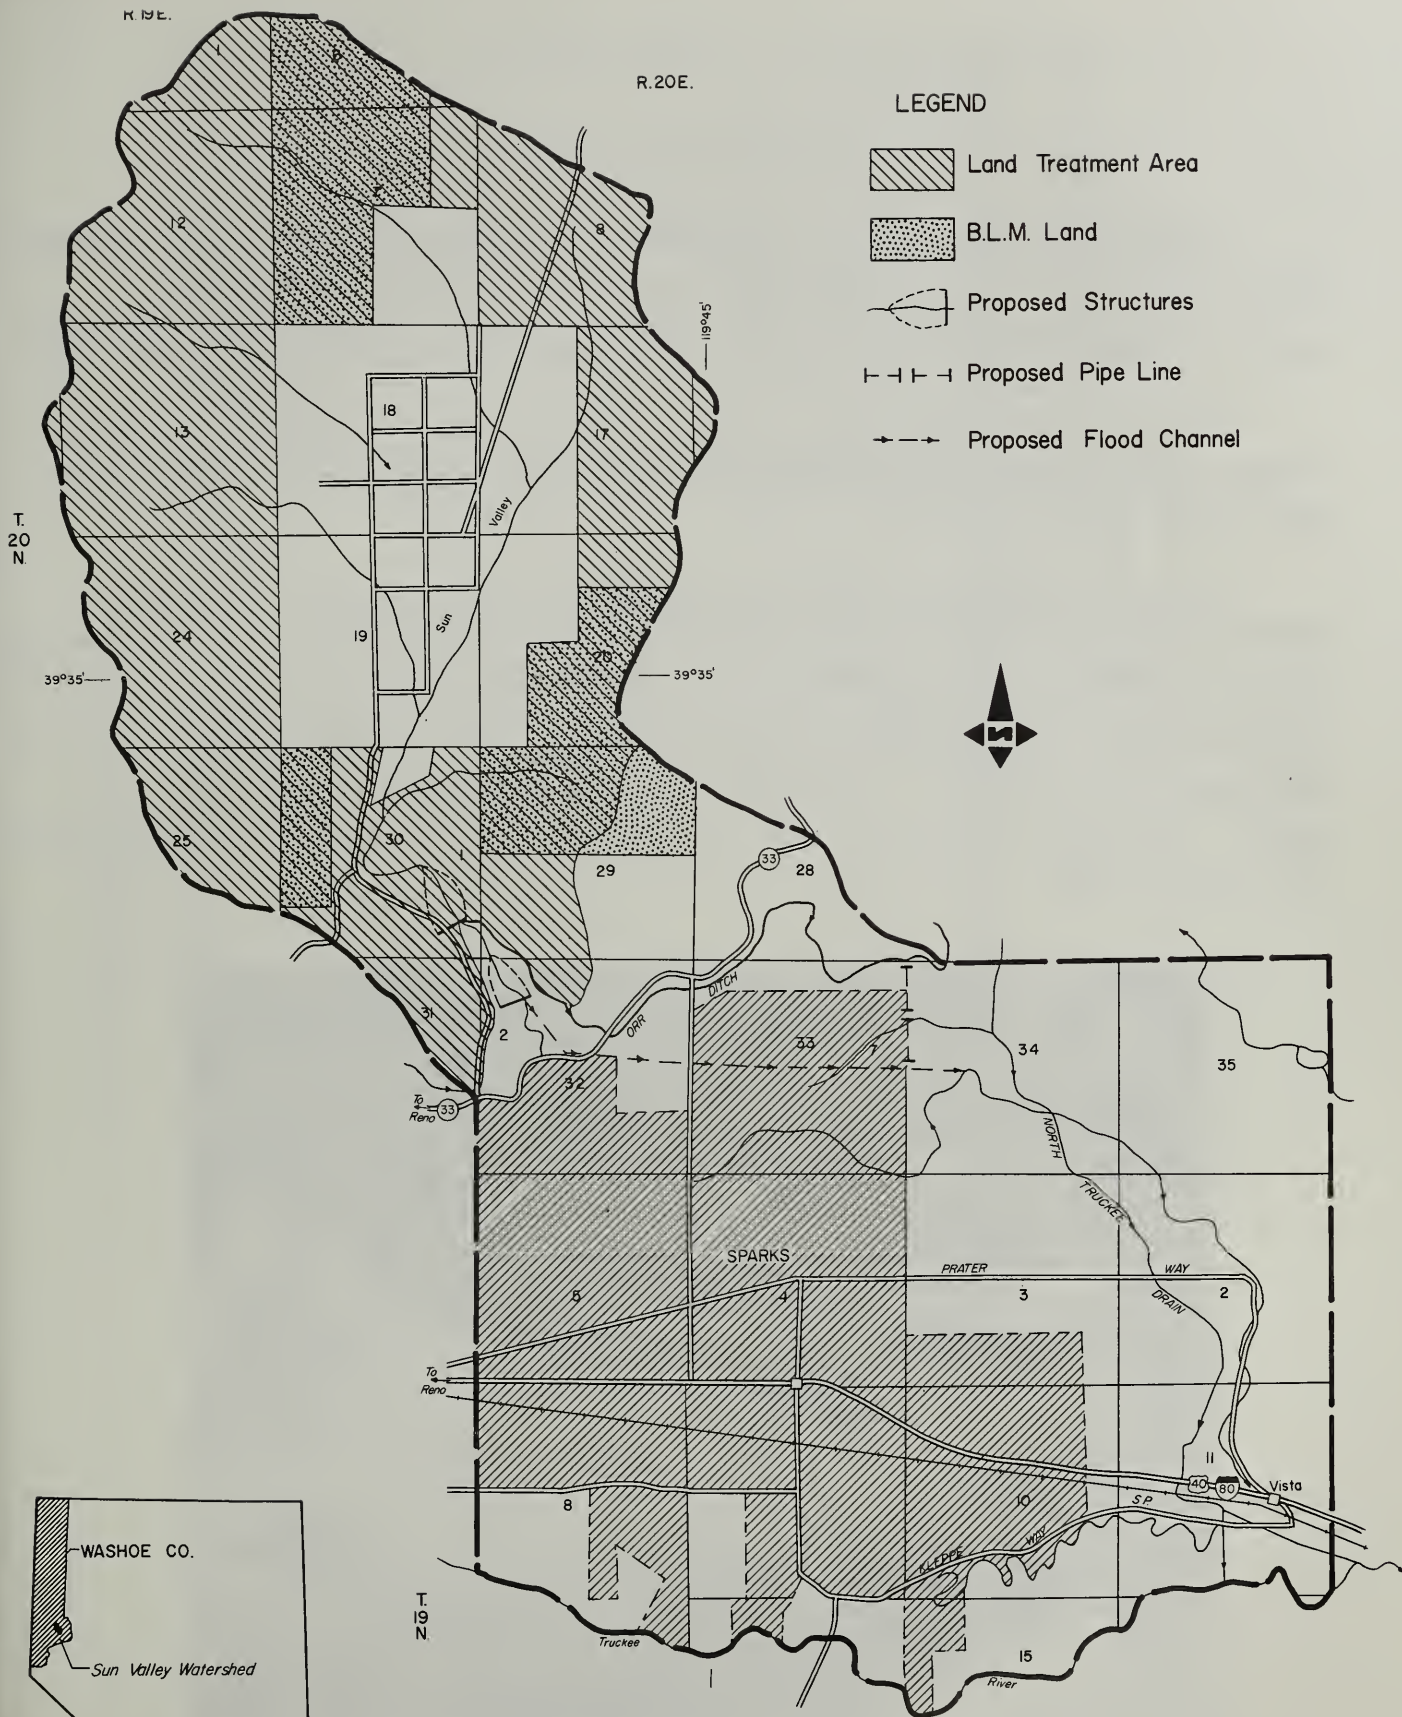 R. 19E.
R. 20E.
LEGEND
Land Treatment Area
B.L.M. Land
Proposed Structures
Proposed Pipe Line
Proposed Flood Channel
1
6
7
8
12
119°45'
13
18
17
Valley
T.
20
N.
24
19
Sun
20
39°35'
39°35'
N
25
30
1
29
28
33
31
2
32
ORR
DITCH
33
7
34
35
To
Reno
33
NORTH
TRUCKEE
DRAIN
SPARKS
PRATER
WAY
5
4
3
2
To
Reno
8
10
11
40
80
Vista
S.P.
KLEPPE
WAY
T.
19
N.
Truckee
River
15
WASHOE CO.
Sun Valley Watershed